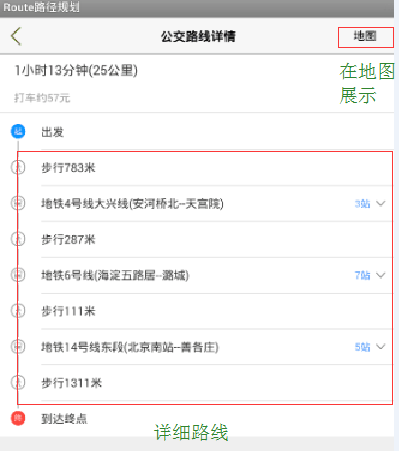 Route路径规划
公交路线详情
地图
1小时13分钟(25公里)
在地图
展示
打车约57元
起
出发
步行783米
地铁4号线大兴线(安河桥北--天宫院)
3站
步行287米
地铁6号线(海淀五路居--潞城)
7站
步行111米
地铁14号线东段(北京南站--善各庄)
5站
步行1311米
终
到达终点
详细路线